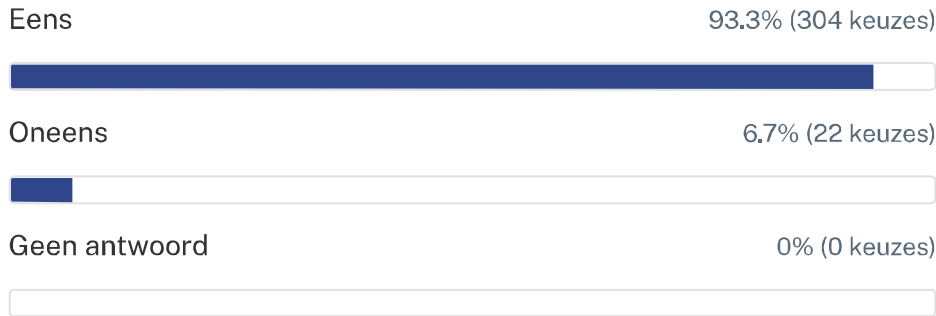 Eens 93.3% (304 keuzes)
Oneens 6.7% (22 keuzes)
Geen antwoord 0% (0 keuzes)